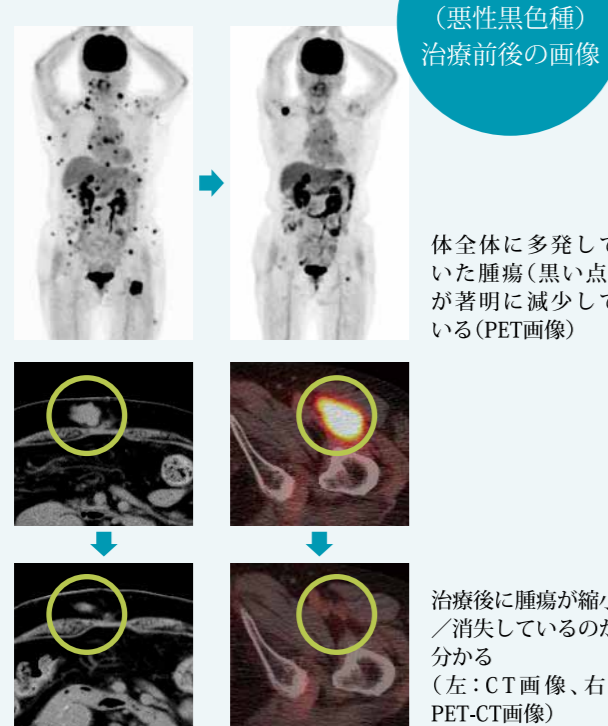 （悪性黒色種）
治療前後の画像
体全体に多発して
いた腫瘍（黒い点
が著明に減少して
いる（PET画像）
治療後に腫瘍が縮小
／消失しているのが
分かる
（左：CT画像、右
PET-CT画像）